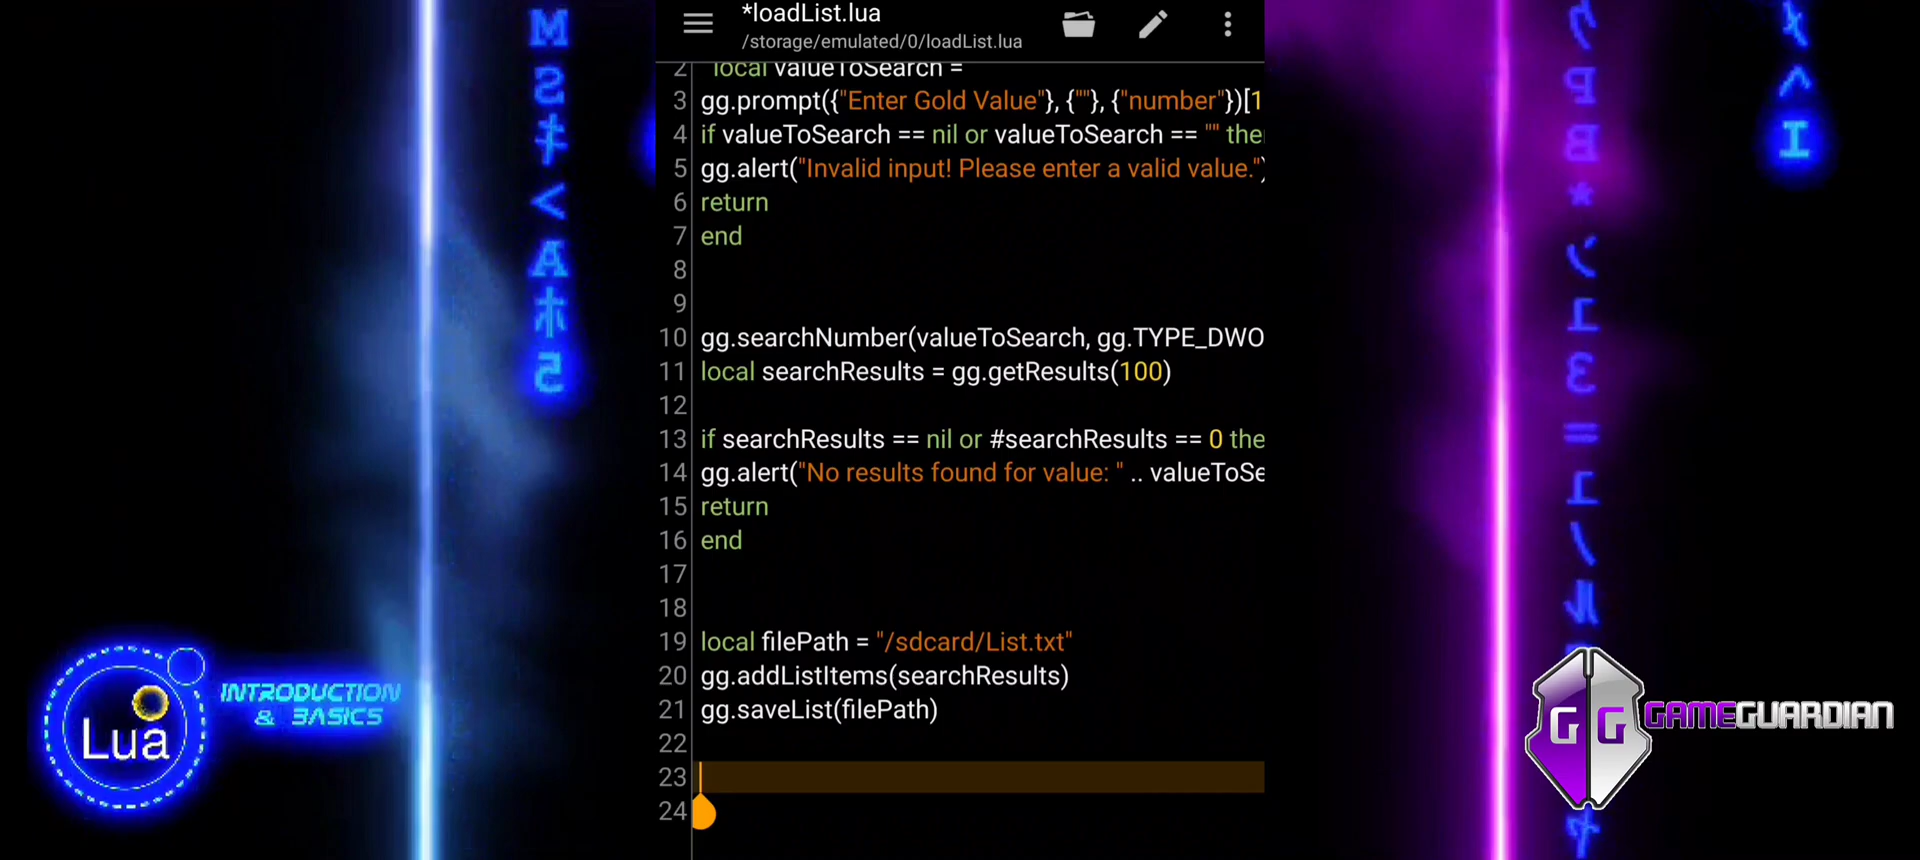 *loadList.lua
/storage/emulated/0/loadList.lua
2 local valueToSearch =
3 gg.prompt({"Enter Gold Value"}, {""}, {"number"})[1
4 if valueToSearch == nil or valueToSearch == "" the
5 gg.alert("Invalid input! Please enter a valid value.")
6 return
7 end
8
9
10 gg.searchNumber(valueToSearch, gg.TYPE_DWO
11 local searchResults = gg.getResults(100)
12
13 if searchResults == nil or #searchResults == 0 the
14 gg.alert("No results found for value: " .. valueToSe
15 return
16 end
17
18
19 local filePath = "/sdcard/List.txt"
20 gg.addListItems(searchResults)
21 gg.saveList(filePath)
22
23
24
Lua
INTRODUCTION
& BASICS
GG
GAMEGUARDIAN